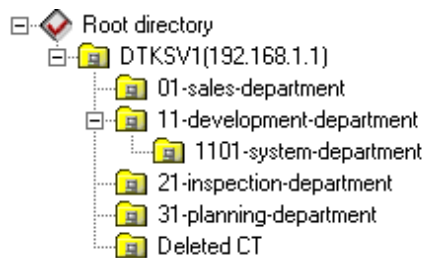 Root directory
DTKSV1(192.168.1.1)
01-sales-department
11-development-department
1101-system-department
21-inspection-department
31-planning-department
Deleted CT